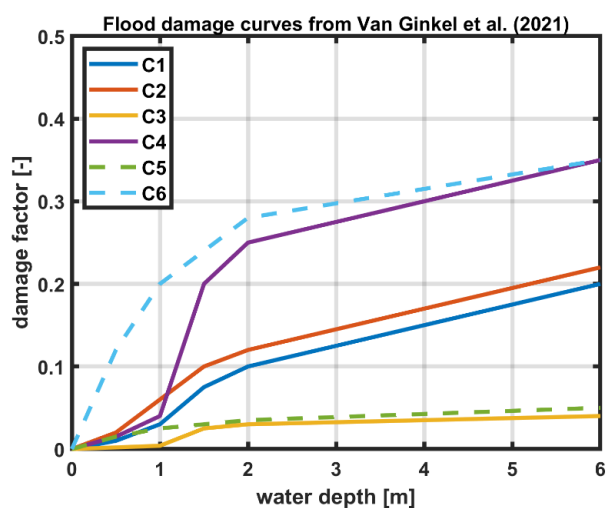 Flood damage curves from Van Ginkel et al. (2021)
0.5
0.4
0.3
0.2
0.1
0
damage factor [-]
C1
C2
C3
C4
C5
C6
0 1 2 3 4 5 6
water depth [m]